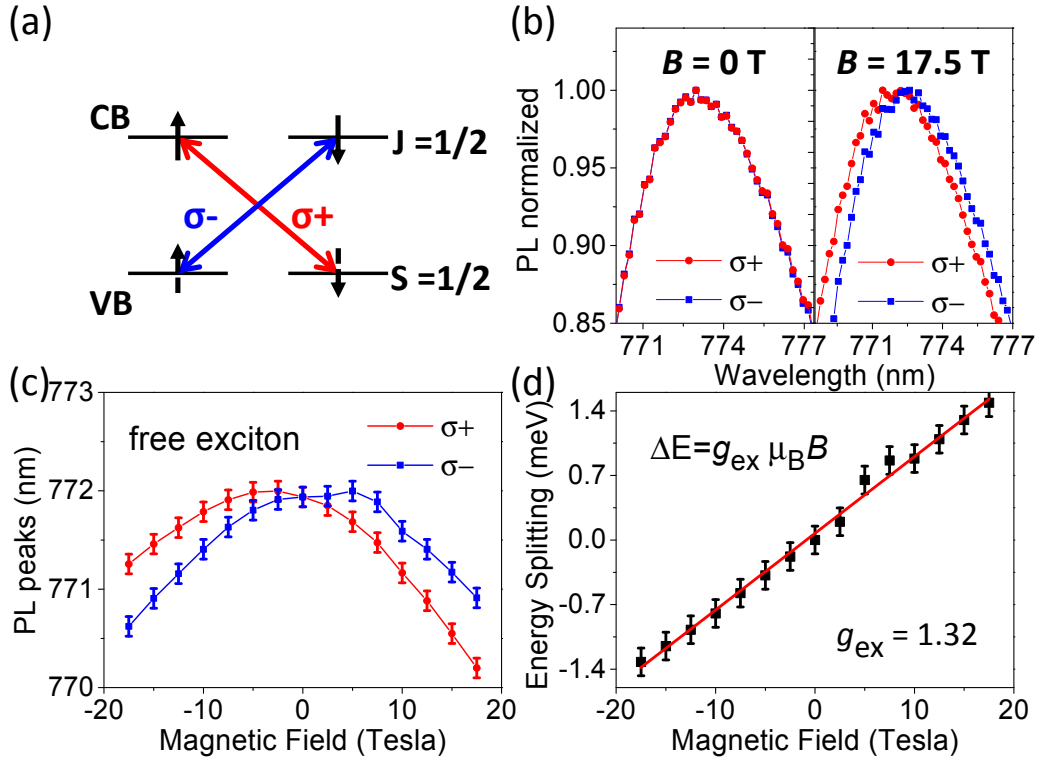 (a)
CB
J =1/2
σ-
σ+
VB
S =1/2
(b)
B = 0 T
B = 17.5 T
PL normalized
1.00
0.95
0.90
0.85
σ+
σ−
σ+
σ−
771
774
777
771
774
777
Wavelength (nm)
(c)
free exciton
σ+
σ−
PL peaks (nm)
773
772
771
770
-20
-10
0
10
20
Magnetic Field (Tesla)
(d)
ΔE=gex μBB
gex = 1.32
Energy Splitting (meV)
1.4
0.7
0.0
-0.7
-1.4
-20
-10
0
10
20
Magnetic Field (Tesla)